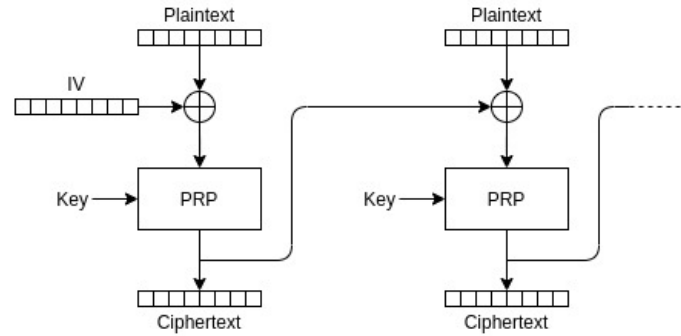 Plaintext
Plaintext
IV
Key
PRP
Key
PRP
Ciphertext
Ciphertext